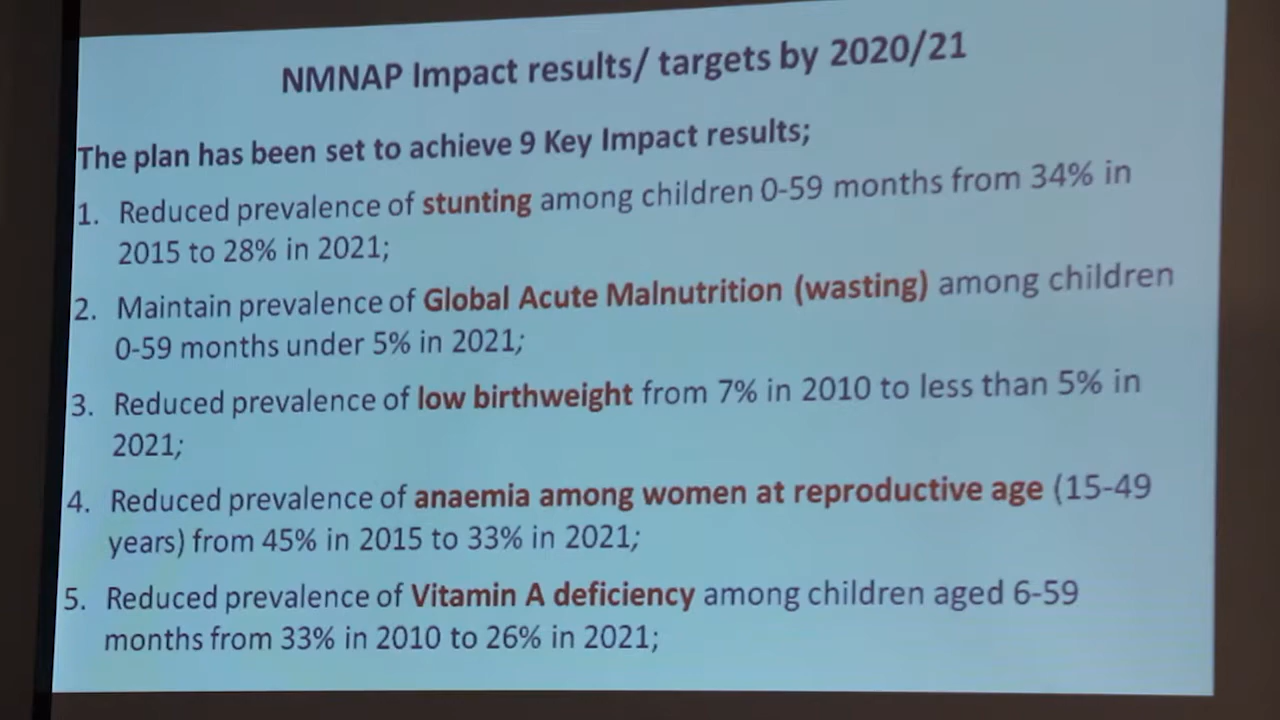 NMNAP Impact results/ targets by 2020/21
The plan has been set to achieve 9 Key Impact results;
1. Reduced prevalence of stunting among children 0-59 months from 34% in
2015 to 28% in 2021;
2. Maintain prevalence of Global Acute Malnutrition (wasting) among children
0-59 months under 5% in 2021;
3. Reduced prevalence of low birthweight from 7% in 2010 to less than 5% in
2021;
4. Reduced prevalence of anaemia among women at reproductive age (15-49
years) from 45% in 2015 to 33% in 2021;
5. Reduced prevalence of Vitamin A deficiency among children aged 6-59
months from 33% in 2010 to 26% in 2021;